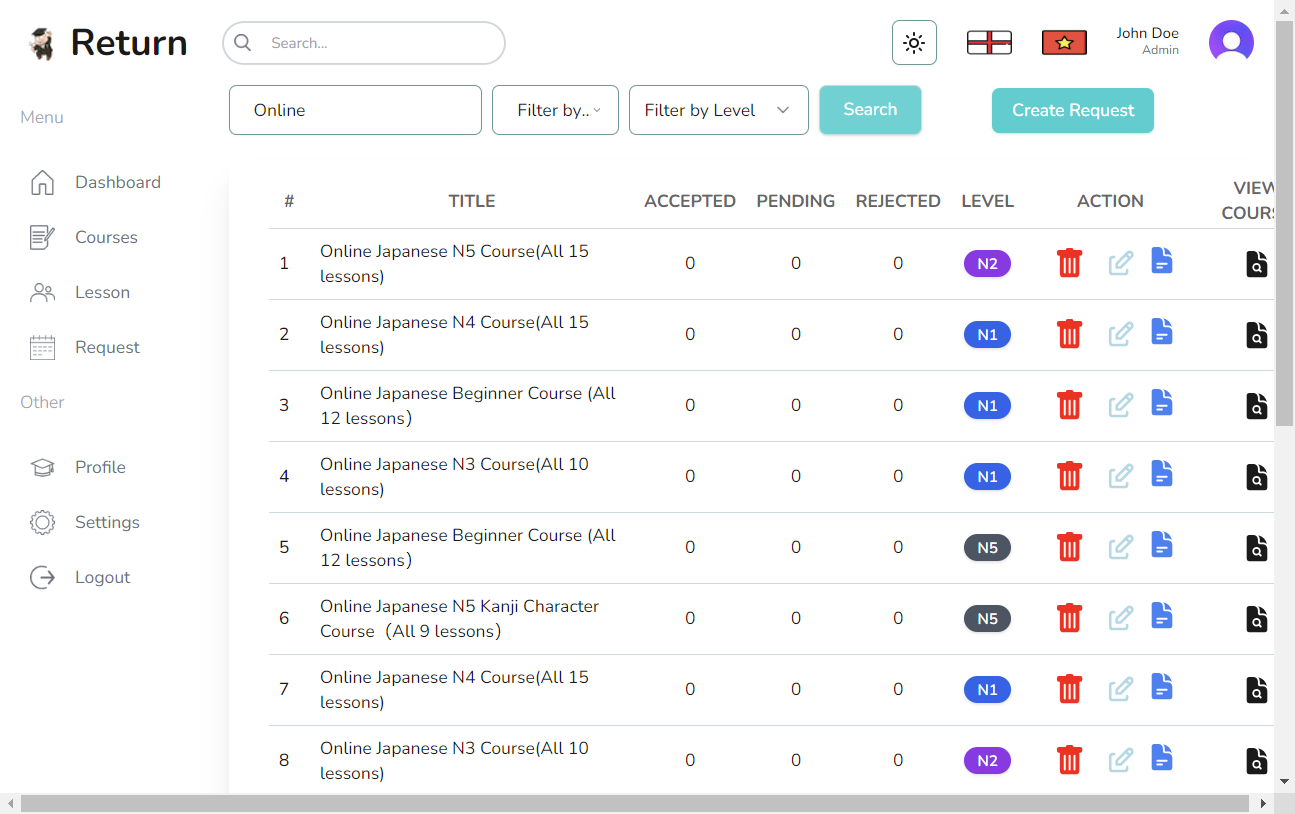 Return
Search...
John Doe
Admin
Menu
Dashboard
Courses
Lesson
Request
Other
Profile
Settings
Logout
Online
Filter by...
Filter by Level
Search
Create Request
# TITLE ACCEPTED PENDING REJECTED LEVEL ACTION VIEW
COURS
1 Online Japanese N5 Course(All 15 0 0 0 N2
lessons)
2 Online Japanese N4 Course(All 15 0 0 0 N1
lessons)
3 Online Japanese Beginner Course (All 0 0 0 N1
12 lessons）
4 Online Japanese N3 Course(All 10 0 0 0 N1
lessons)
5 Online Japanese Beginner Course (All 0 0 0 N5
12 lessons）
6 Online Japanese N5 Kanji Character 0 0 0 N5
Course（All 9 lessons）
7 Online Japanese N4 Course(All 15 0 0 0 N1
lessons)
8 Online Japanese N3 Course(All 10 0 0 0 N2
lessons)